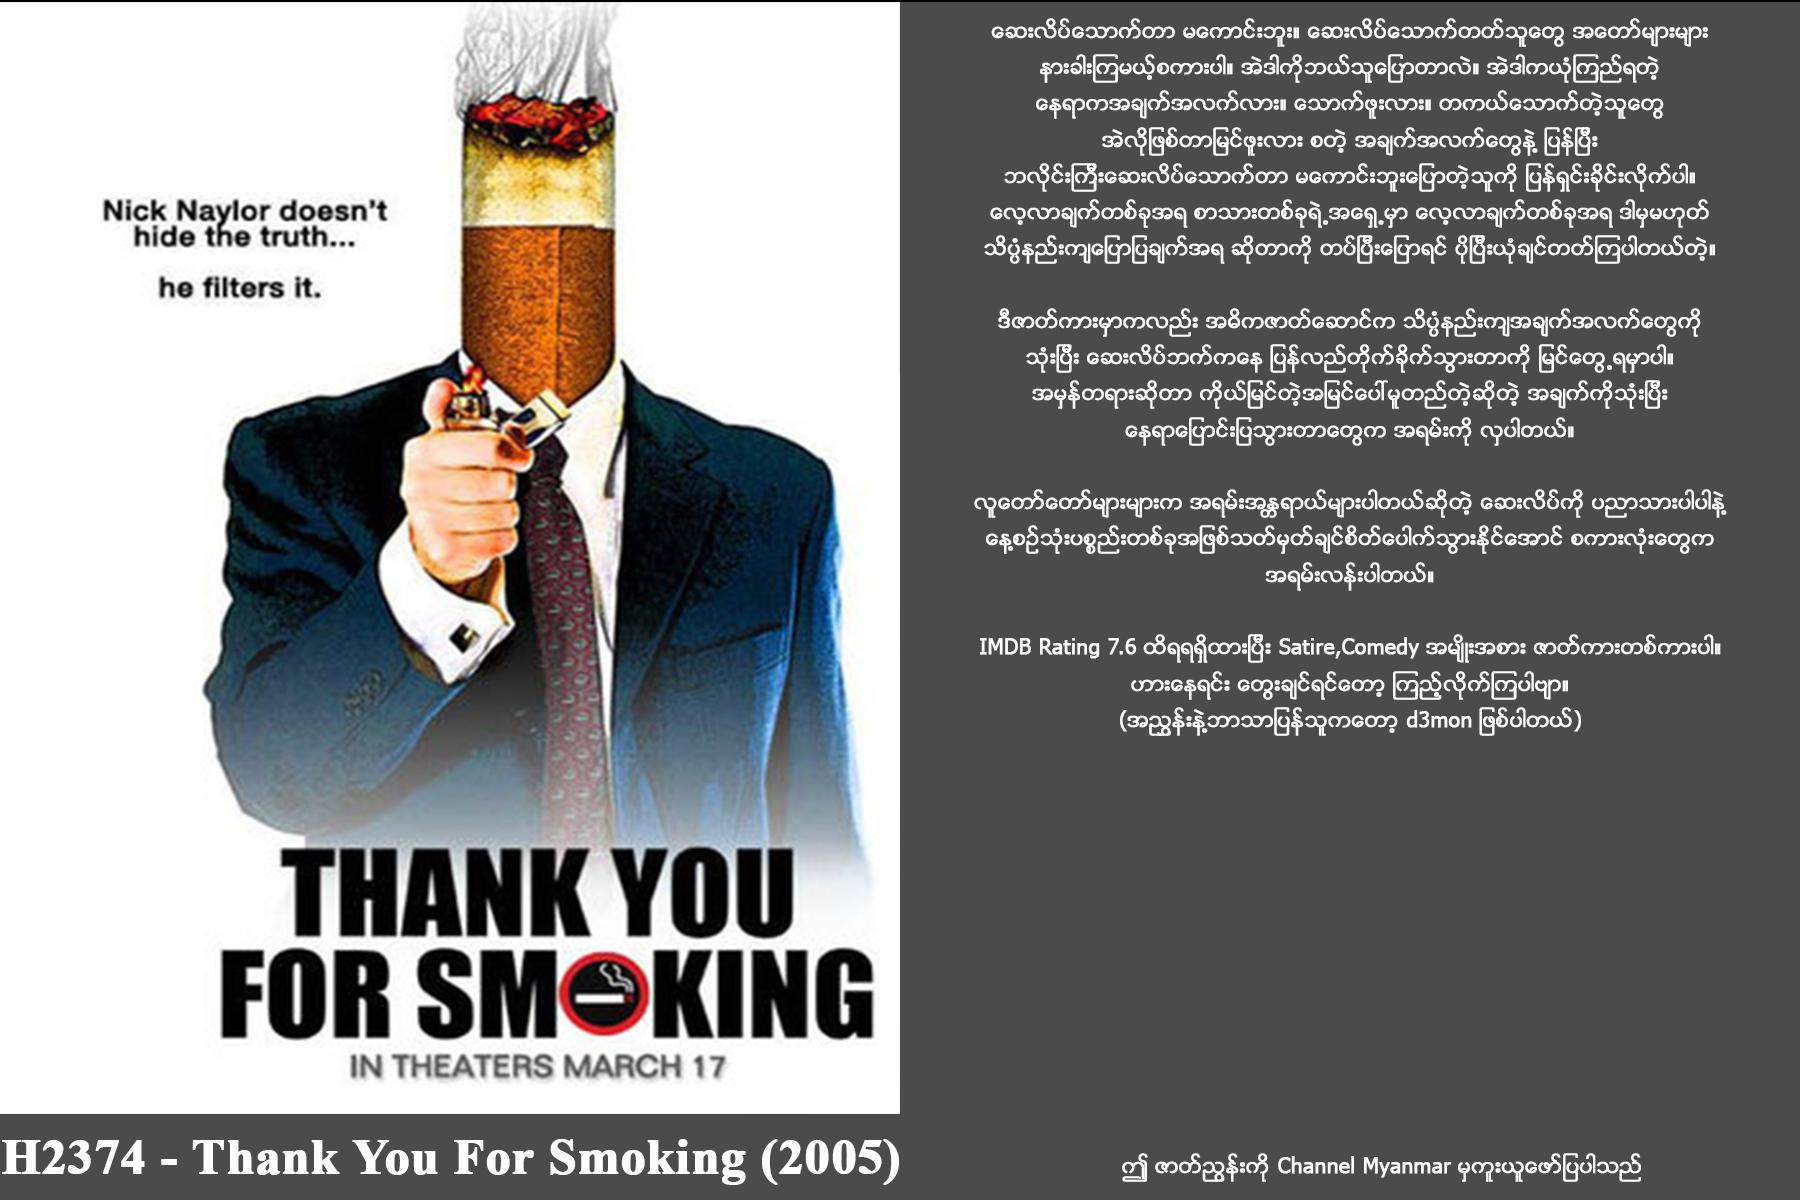 Nick Naylor doesn't
hide the truth...
he filters it.
THANK YOU
FOR SMOKING
IN THEATERS MARCH 17
H2374 - Thank You For Smoking (2005)
ဆေးလိပ်သောက်တာ မကောင်းဘူး။ ဆေးလိပ်သောက်တတ်သူတွေ အတော်များများ
နားခါးကြမယ့်စကားပါ။ အဲဒါကိုဘယ်သူပြောတာလဲ။ အဲဒါကယုံကြည်ရတဲ့
နေရာကအချက်အလက်လား။ သောက်ဖူးလား။ တကယ်သောက်တဲ့သူတွေ
အဲလိုဖြစ်တာမြင်ဖူးလား စတဲ့ အချက်အလက်တွေနဲ့ ပြန်ပြီး
ဘလိုင်းကြီးဆေးလိပ်သောက်တာ မကောင်းဘူးပြောတဲ့သူကို ပြန်ရှင်းခိုင်းလိုက်ပါ။
လေ့လာချက်တစ်ခုအရ စာသားတစ်ခုရဲ့အရှေ့မှာ လေ့လာချက်တစ်ခုအရ ဒါမှမဟုတ်
သိပ္ပံနည်းကျပြောပြချက်အရ ဆိုတာကို တပ်ပြီးပြောရင် ပိုပြီးယုံချင်တတ်ကြပါတယ်တဲ့။
ဒီဇာတ်ကားမှာကလည်း အဓိကဇာတ်ဆောင်က သိပ္ပံနည်းကျအချက်အလက်တွေကို
သုံးပြီး ဆေးလိပ်ဘက်ကနေ ပြန်လည်တိုက်ခိုက်သွားတာကို မြင်တွေ့ရမှာပါ။
အမှန်တရားဆိုတာ ကိုယ်မြင်တဲ့အမြင်ပေါ်မူတည်တဲ့ဆိုတဲ့ အချက်ကိုသုံးပြီး
နေရာပြောင်းပြသွားတာတွေက အရမ်းကို လှပါတယ်။
လူတော်တော်များများက အရမ်းအန္တရာယ်များပါတယ်ဆိုတဲ့ ဆေးလိပ်ကို ပညာသားပါပါနဲ့
နေ့စဉ်သုံးပစ္စည်းတစ်ခုအဖြစ်သတ်မှတ်ချင်စိတ်ပေါက်သွားနိုင်အောင် စကားလုံးတွေက
အရမ်းလန်းပါတယ်။
IMDB Rating 7.6 ထိရရရှိထားပြီး Satire,Comedy အမျိုးအစား ဇာတ်ကားတစ်ကားပါ။
ဟားနေရင်း တွေးချင်ရင်တော့ ကြည့်လိုက်ကြပါဗျာ။
(အညွှန်းနဲ့ဘာသာပြန်သူကတော့ d3mon ဖြစ်ပါတယ်)
ဤ ဇာတ်ညွှန်းကို Channel Myanmar မှကူးယူဖော်ပြပါသည်